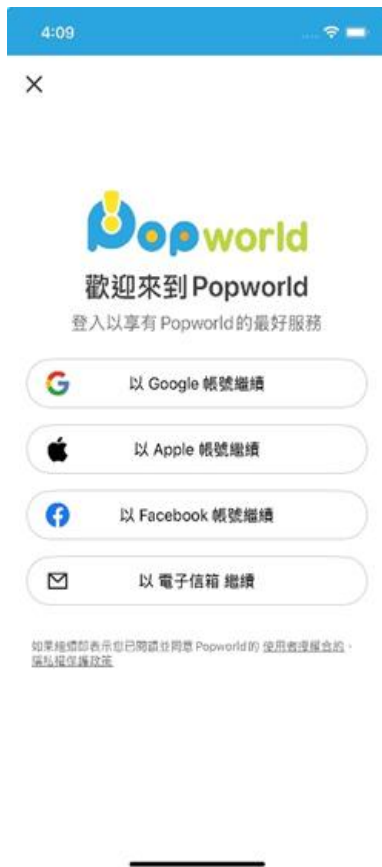 4:09
Popworld
歡迎來到 Popworld
登入以享有 Popworld 的最好服務
以 Google 帳號繼續
以 Apple 帳號繼續
以 Facebook 帳號繼續
以 電子信箱 繼續
如果繼續即表示您已閱讀並同意 Popworld 的 使用者授權合約、
隱私權保護政策